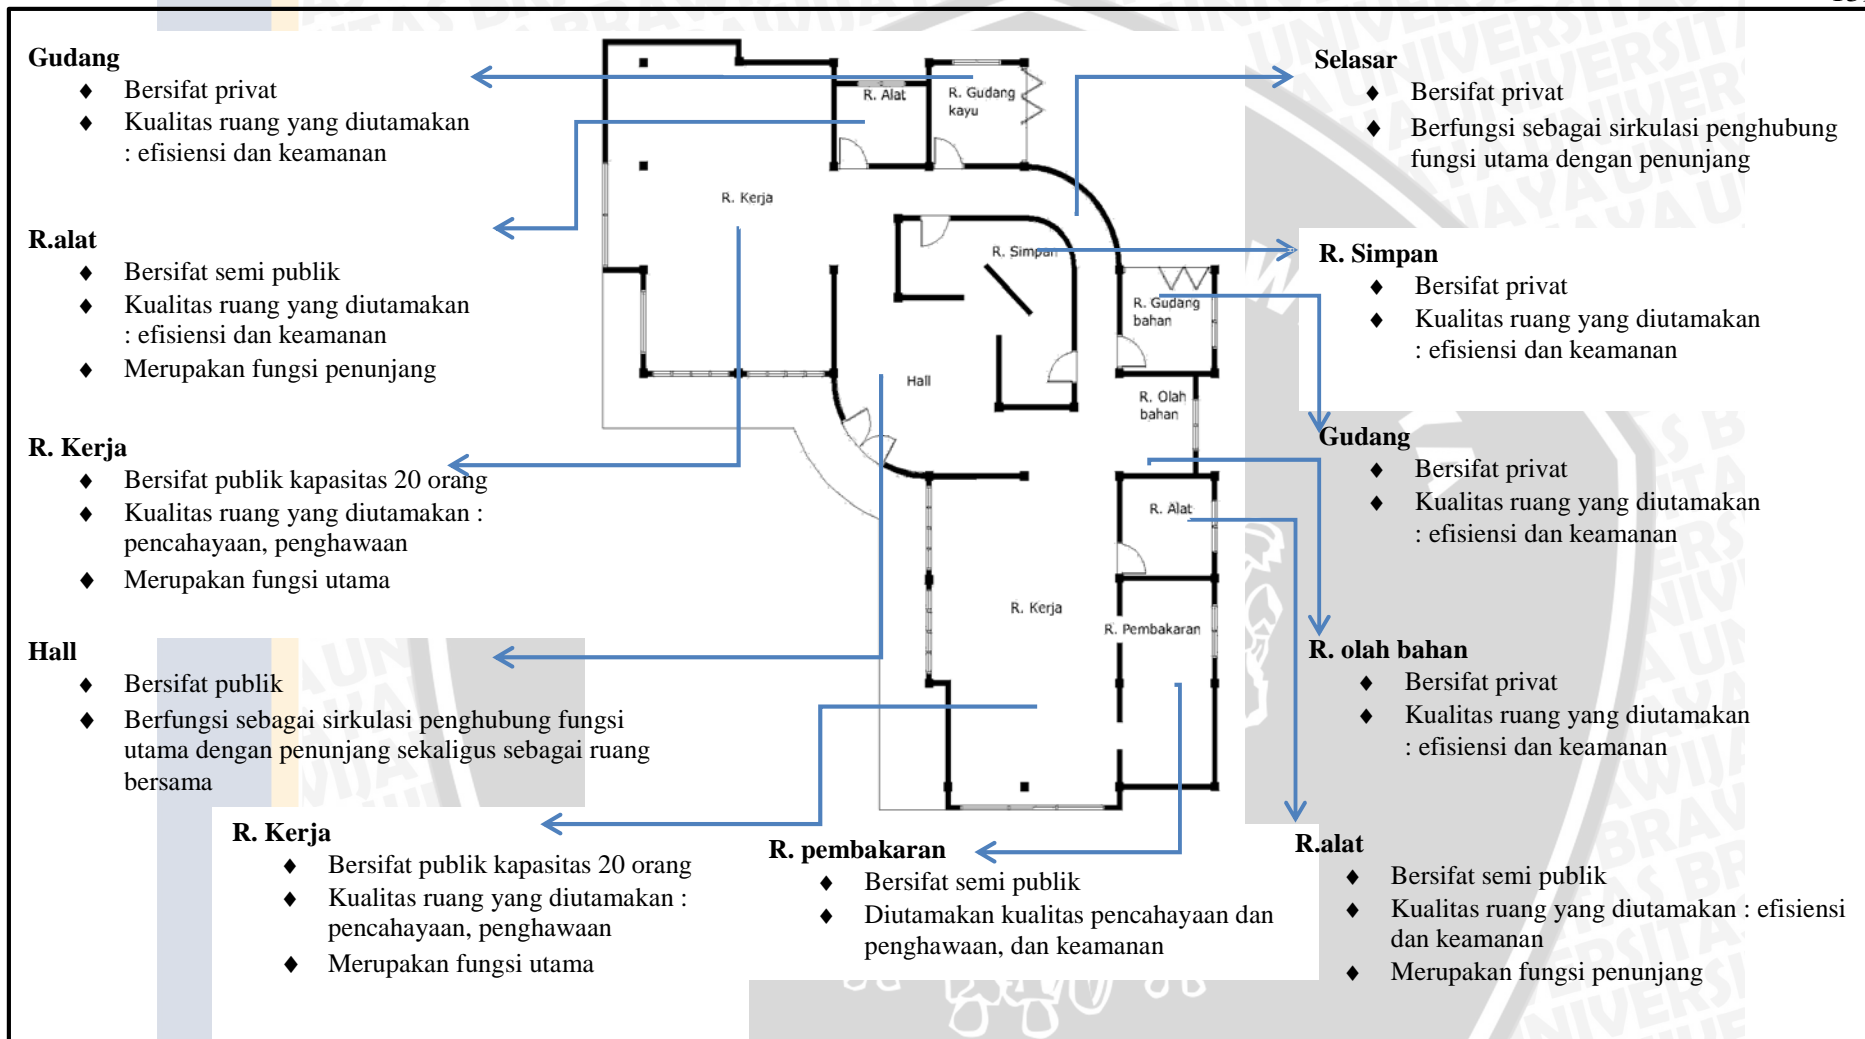 Gudang
♦ Bersifat privat
♦ Kualitas ruang yang diutamakan
: efisiensi dan keamanan
R.alat
♦ Bersifat semi publik
♦ Kualitas ruang yang diutamakan
: efisiensi dan keamanan
♦ Merupakan fungsi penunjang
R. Kerja
♦ Bersifat publik kapasitas 20 orang
♦ Kualitas ruang yang diutamakan :
pencahayaan, penghawaan
♦ Merupakan fungsi utama
Hall
♦ Bersifat publik
♦ Berfungsi sebagai sirkulasi penghubung fungsi
utama dengan penunjang sekaligus sebagai ruang
bersama
R. Kerja
♦ Bersifat publik kapasitas 20 orang
♦ Kualitas ruang yang diutamakan :
pencahayaan, penghawaan
♦ Merupakan fungsi utama
R. pembakaran
♦ Bersifat semi publik
♦ Diutamakan kualitas pencahayaan dan
penghawaan, dan keamanan
R. Alat
R. Gudang
kayu
R. Kerja
R. Simpan
R. Gudang
bahan
Hall
R. Olah
bahan
R. Alat
R. Kerja
R. Pembakaran
Selasar
♦ Bersifat privat
♦ Berfungsi sebagai sirkulasi penghubung
fungsi utama dengan penunjang
R. Simpan
♦ Bersifat privat
♦ Kualitas ruang yang diutamakan
: efisiensi dan keamanan
Gudang
♦ Bersifat privat
♦ Kualitas ruang yang diutamakan
: efisiensi dan keamanan
R. olah bahan
♦ Bersifat privat
♦ Kualitas ruang yang diutamakan
: efisiensi dan keamanan
R.alat
♦ Bersifat semi publik
♦ Kualitas ruang yang diutamakan : efisiensi
dan keamanan
♦ Merupakan fungsi penunjang